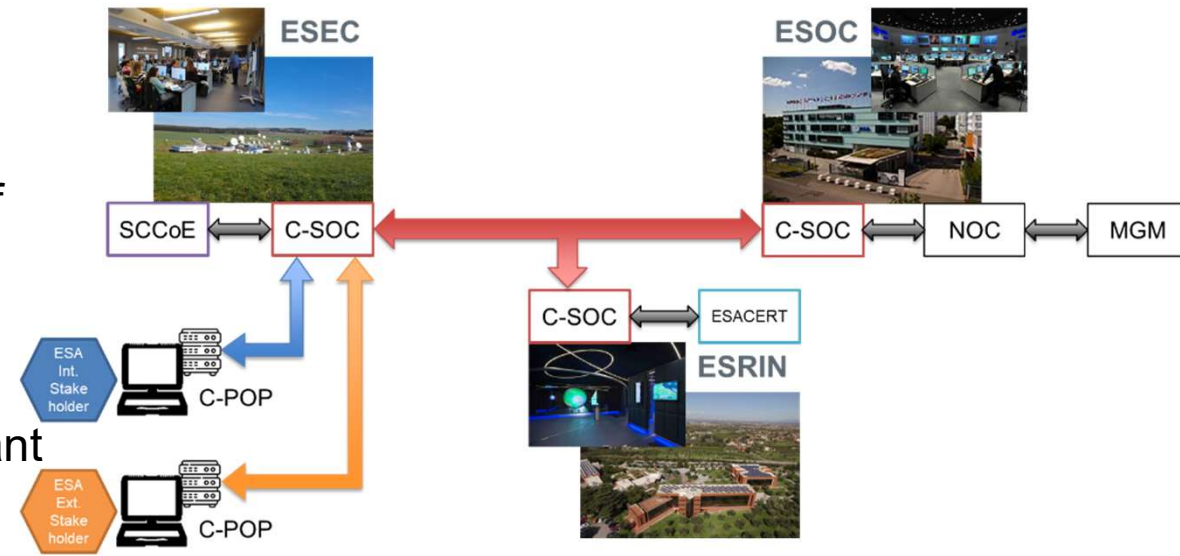 ESEC
ESOC
f
SCCoE
C-SOC
C-SOC
NOC
MGM
C-SOC
ESACERT
ESRIN
ESA
Int.
Stake
holder
C-POP
ant
ESA
Ext.
Stake
holder
C-POP